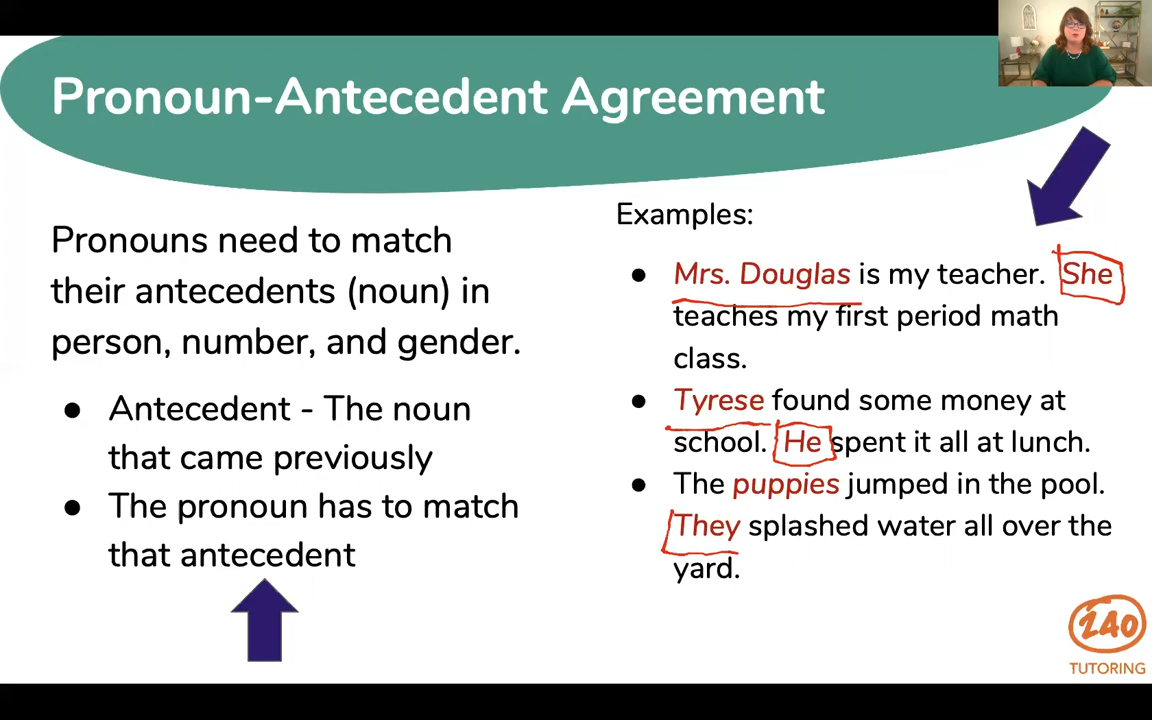 Pronoun-Antecedent Agreement
Pronouns need to match
their antecedents (noun) in
person, number, and gender.
● Antecedent - The noun
that came previously
● The pronoun has to match
that antecedent
Examples:
● Mrs. Douglas is my teacher. She
teaches my first period math
class.
● Tyrese found some money at
school. He spent it all at lunch.
● The puppies jumped in the pool.
They splashed water all over the
yard.
240
TUTORING